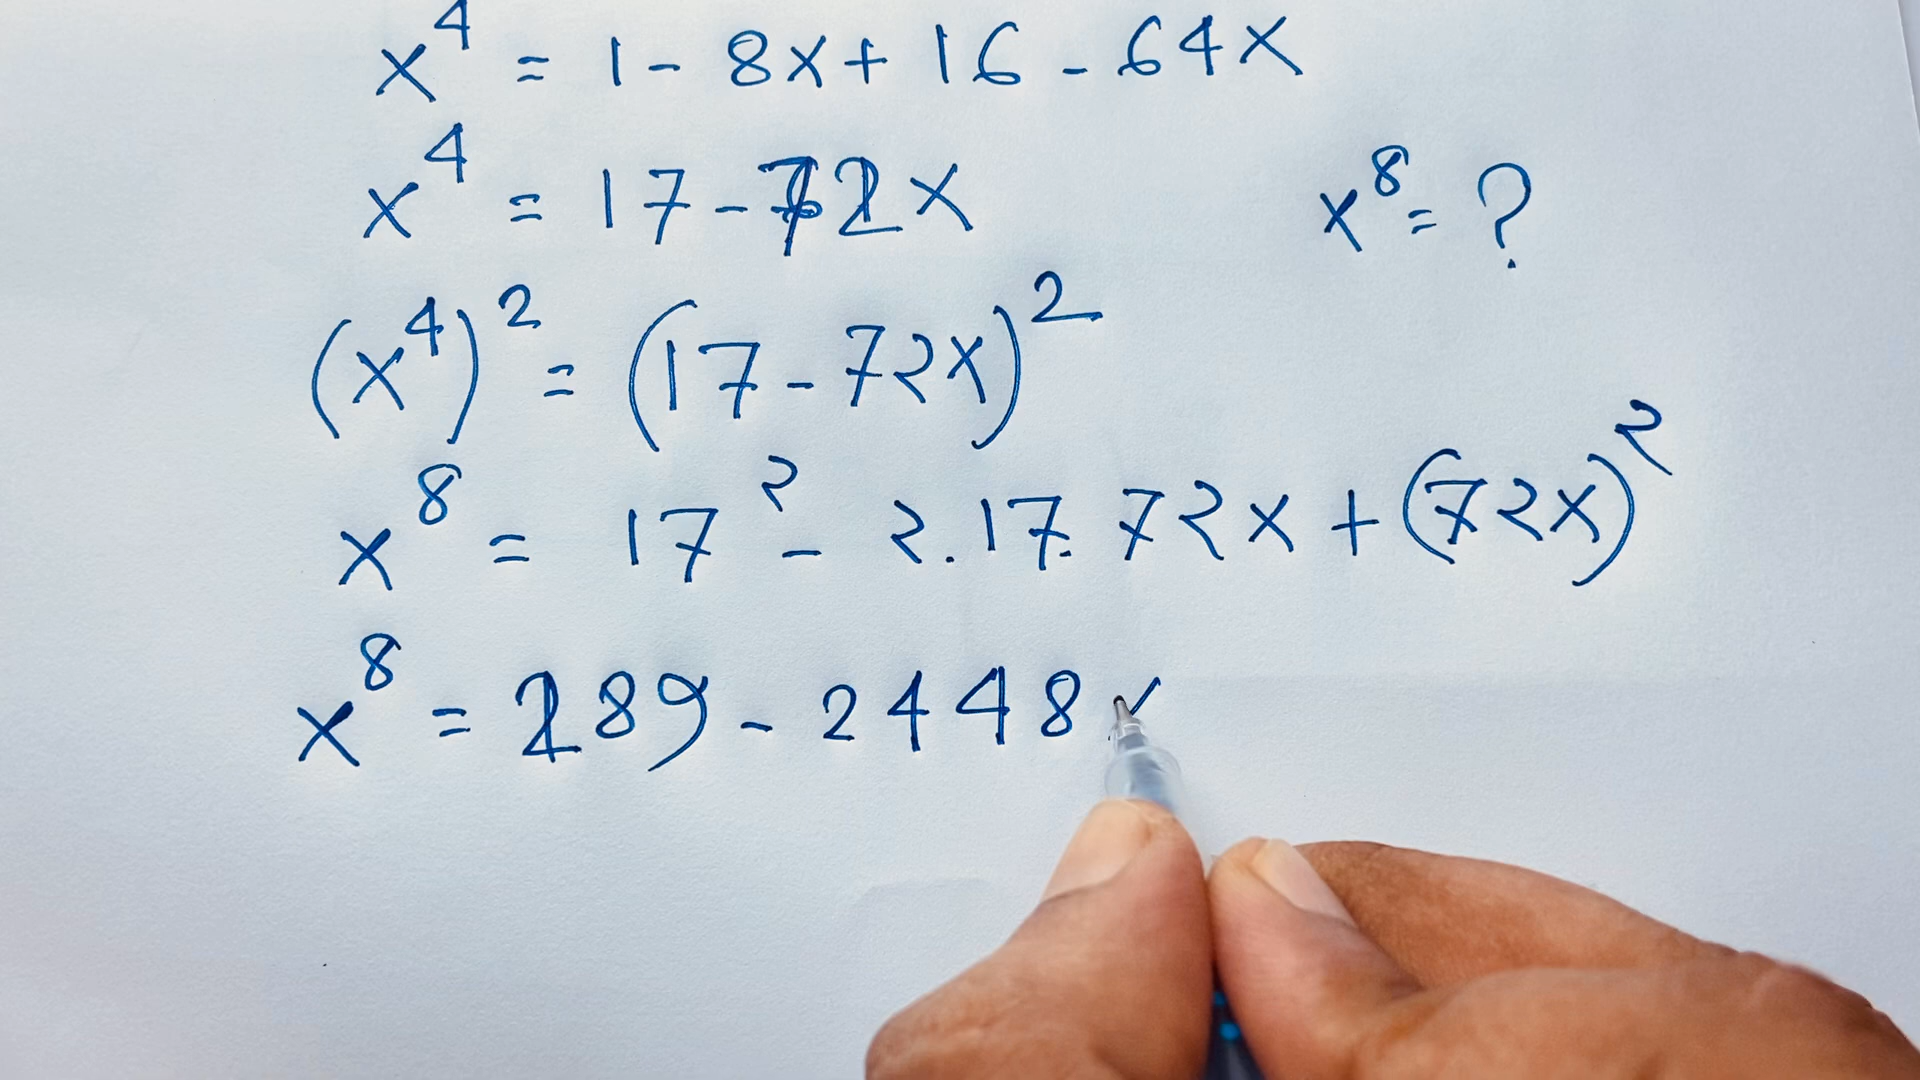 x⁴ = 1 - 8x + 16 - 64x
x⁴ = 17 - 72x
x⁸ = ?
(x⁴)² = (17 - 72x)²
x⁸ = 17² - 2.17.72x + (72x)²
x⁸ = 289 - 2448x